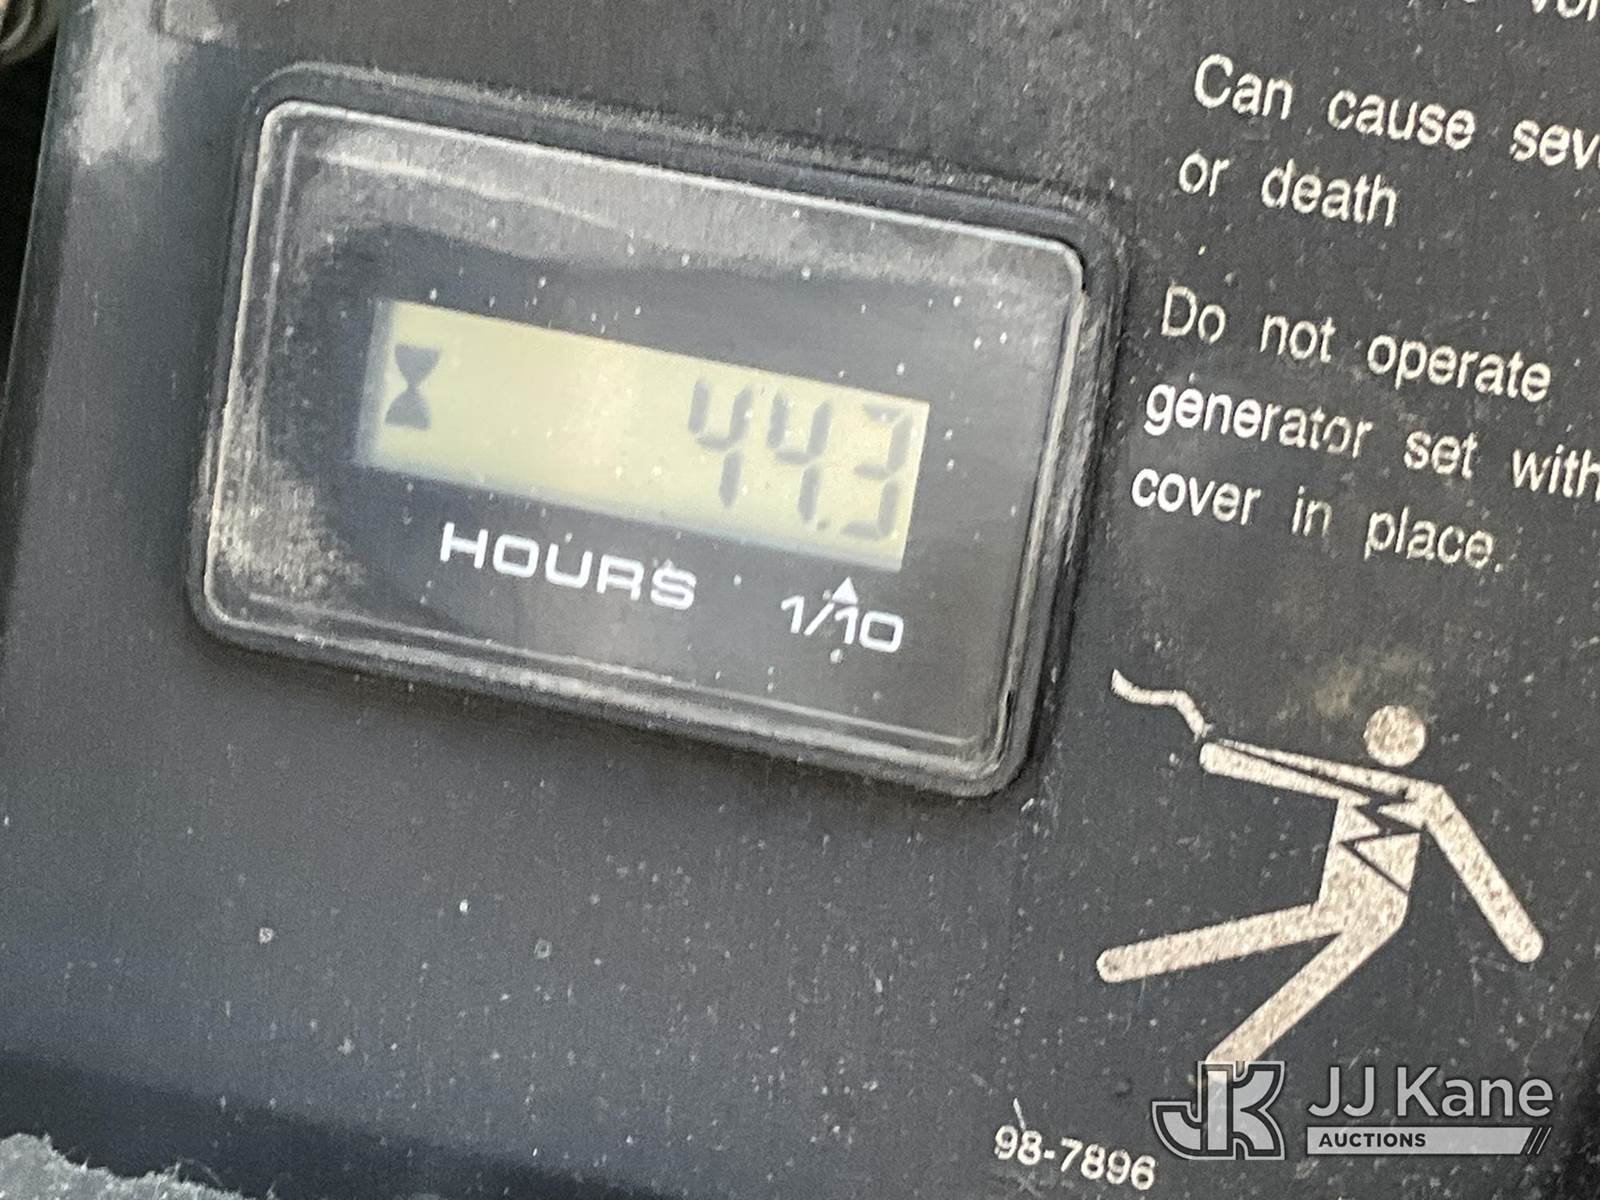 Can cause
or death
Do not operate
generator set with
cover in place.
44.3
HOURS 1/10
98-7896
JK JJ Kane
AUCTIONS